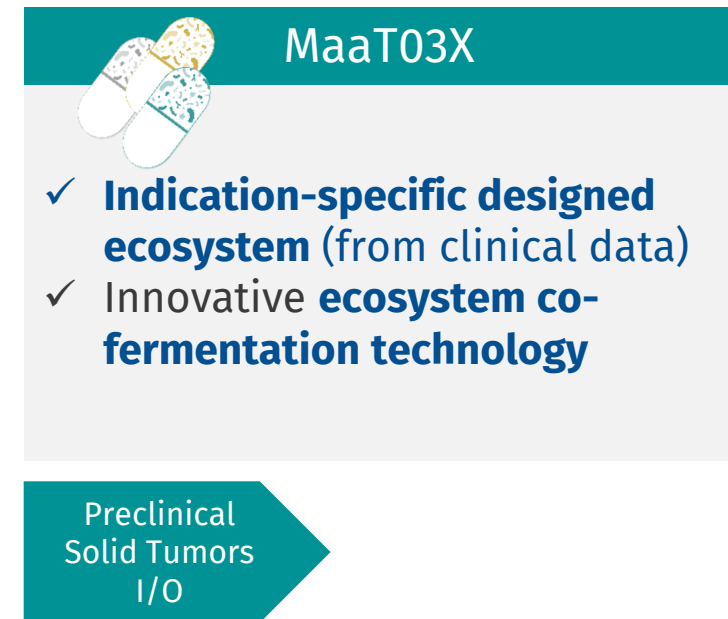 MaaT03X
✓ Indication-specific designed
ecosystem (from clinical data)
✓ Innovative ecosystem co-
fermentation technology
Preclinical
Solid Tumors
I/O